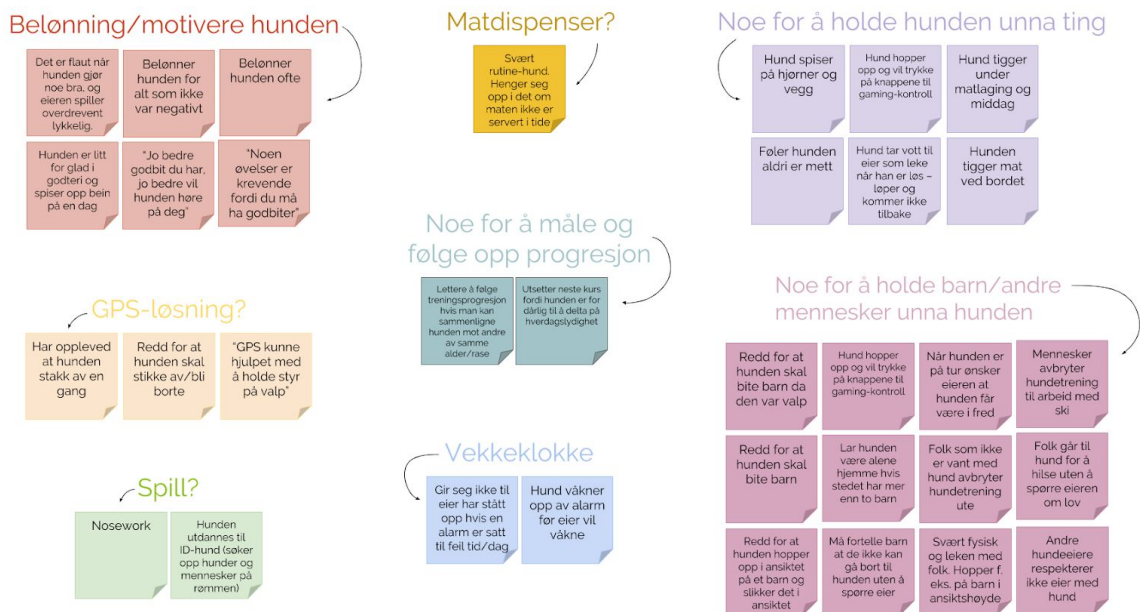 Belønning/motivere hunden
Det er flaut når
hunden gjør
noe bra, og
eieren spiller
overdrevent
lykkelig.
Belønner
hunden for
alt som ikke
var negativt
Belønner
hunden ofte
Hunden er litt
for glad i
godteri og
spiser opp bein
på en dag
"Jo bedre
godbit du har,
jo bedre vil
hunden høre
på deg"
"Noen
øvelser er
krevende
fordi du må
ha godbiter"
Matdispenser?
Svært
rutine-hund.
Henger seg
opp i det om
maten ikke er
servert i tide
Noe for å holde hunden unna ting
Hund spiser
på hjørner og
vegg
Hund hopper
opp og vil trykke
på knappene til
gaming-kontroll
Hund tigger
under
matlaging og
middag
Føler hunden
aldri er mett
Hund tar vott til
eier som leke
når han er løs –
løper og
kommer ikke
tilbake
Hunden
tigger mat
ved bordet
Noe for å måle og
følge opp progresjon
Lettere å følge
treningsprogresjon
hvis man kan
sammenligne
hunden mot andre
av samme
alder/rase
Utsetter neste kurs
fordi hunden er for
dårlig til å delta på
hverdagslydighet
GPS-løsning?
Har oppleved
at hunden
stakk av en
gang
Redd for at
hunden skal
stikke av/bli
borte
"GPS kunne
hjulpet med
å holde styr
på valp"
Noe for å holde barn/andre
mennesker unna hunden
Redd for at
hunden skal
bite barn da
den var valp
Hund hopper
opp og vil trykke
på knappene til
gaming-kontroll
Når hunden er
på tur ønsker
eieren at
hunden får
være i fred
Mennesker
avbryter
hundetrening
til arbeid med
ski
Redd for at
hunden skal
bite barn
Lar hunden
være alene
hjemme hvis
stedet har mer
enn to barn
Folk som ikke
er vant med
hund avbryter
hundetrening
ute
Folk går til
hund for å
hilse uten å
spørre eieren
om lov
Redd for at
hunden hopper
opp i ansiktet
på et barn og
slikker det i
ansiktet
Må fortelle barn
at de ikke kan
gå bort til
hunden uten å
spørre eier
Svært fysisk
og leken med
folk. Hopper f.
eks. på barn i
ansiktshøyde
Andre
hundeeiere
respekterer
ikke eier med
hund
Spill?
Nosework
Hunden
utdannes til
ID-hund (søker
opp hunder og
mennesker på
rømmen)
Vekkeklokke
Gir seg ikke til
eier har stått
opp hvis en
alarm er satt
til feil tid/dag
Hund våkner
opp av alarm
før eier vil
våkne